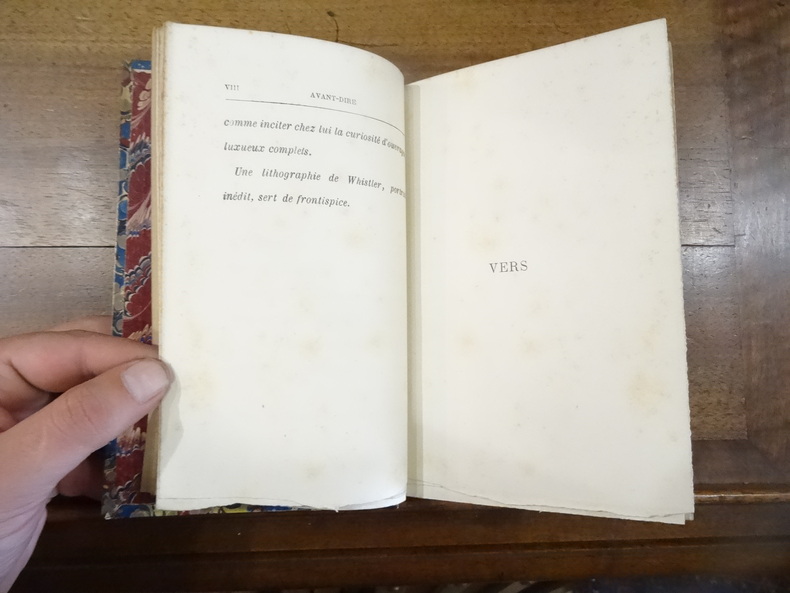 VIII AVANT-DIRE
comme inciter chez lui la curiosité
luxueux complets.
Une lithographie de Whistler,
inédit, sert de frontispice.
VERS